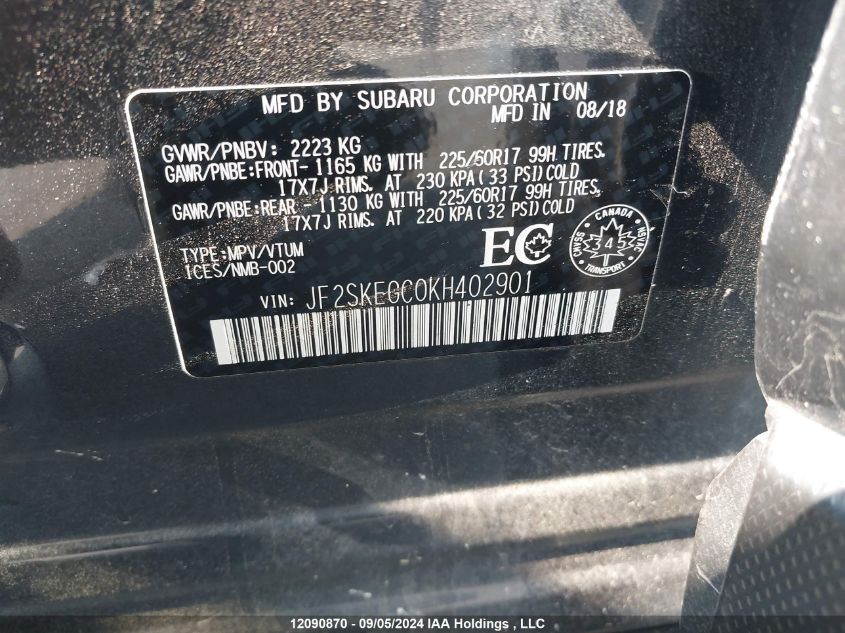 MFD BY SUBARU CORPORATION
MFD IN 08/18
GVWR/PNBV: 2223 KG
GAWR/PNBE:FRONT- 1165 KG WITH 225/60R17 99H TIRES.
17X7J RIMS. AT 230 KPA(33 PSI)COLD
GAWR/PNBE:REAR - 1130 KG WITH 225/60R17 99H TIRES,
17X7J RIMS. AT 220 KPA(32 PSI)COLD
TYPE:MPV/VTUM
ICES/NMB-002
EC
CANADA
CMVSS 345 NSVAC
TRANSPORT
VIN: JF2SKEGC0KH402901
12090870 - 09/05/2024 IAA Holdings , LLC